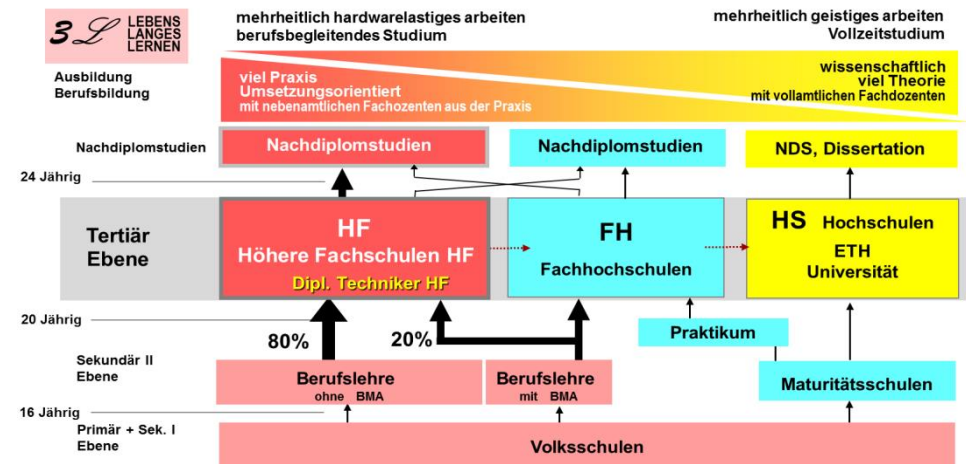 3L LEBENS
LANGES
LERNEN
mehrheitlich hardwarelastiges arbeiten
berufsbegleitendes Studium
mehrheitlich geistiges arbeiten
Vollzeitstudium
Ausbildung
Berufsbildung
viel Praxis
Umsetzungsorientiert
mit nebenamtlichen Fachozenten aus der Praxis
wissenschaftlich
viel Theorie
mit vollamtlichen Fachdozenten
Nachdiplomstudien
Nachdiplomstudien
Nachdiplomstudien
NDS, Dissertation
24 Jährig
Tertiär
Ebene
HF
Höhere Fachschulen HF
Dipl. Techniker HF
FH
Fachhochschulen
HS Hochschulen
ETH
Universität
20 Jährig
80%
20%
Praktikum
Sekundär II
Ebene
Berufslehre
ohne BMA
Berufslehre
mit BMA
Maturitätsschulen
16 Jährig
Primär + Sek. I
Ebene
Volksschulen